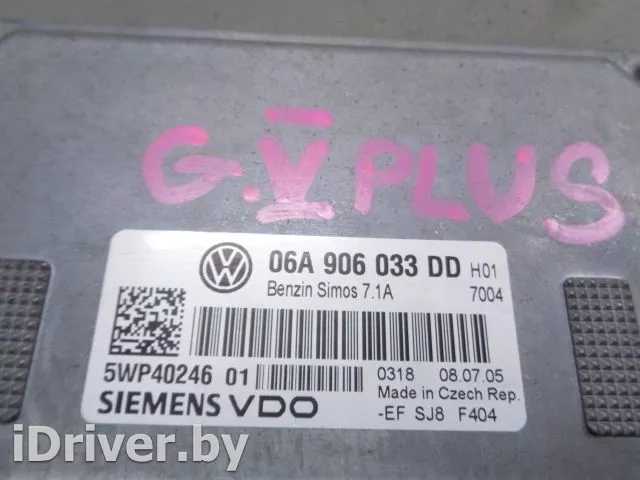 G.V PLUS
06A 906 033 DD H01
Benzin Simos 7.1A 7004
5WP40246 01
0318 08.07.05
Made in Czech Rep.
SIEMENS VDO
-EF SJ8 F404
iDriver.by